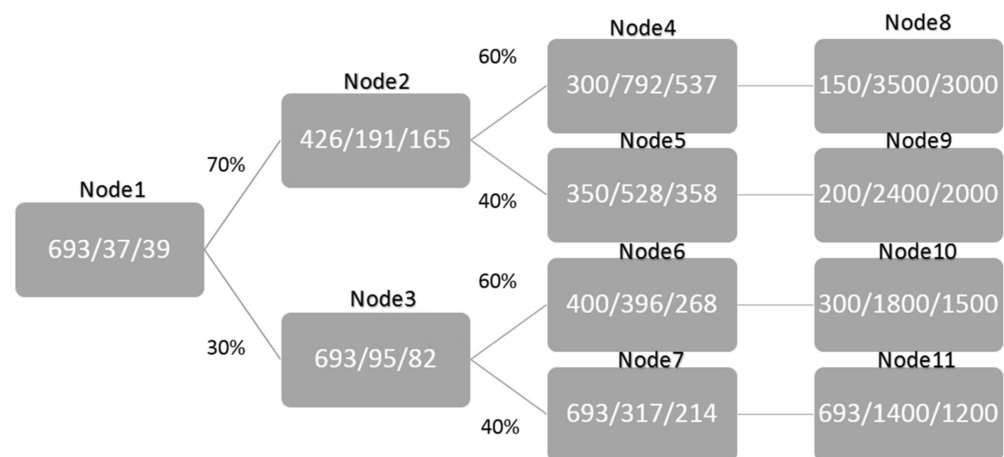 Node1
693/37/39
70%
30%
Node2
426/191/165
Node3
693/95/82
60%
40%
60%
40%
Node4
300/792/537
Node5
350/528/358
Node6
400/396/268
Node7
693/317/214
Node8
150/3500/3000
Node9
200/2400/2000
Node10
300/1800/1500
Node11
693/1400/1200